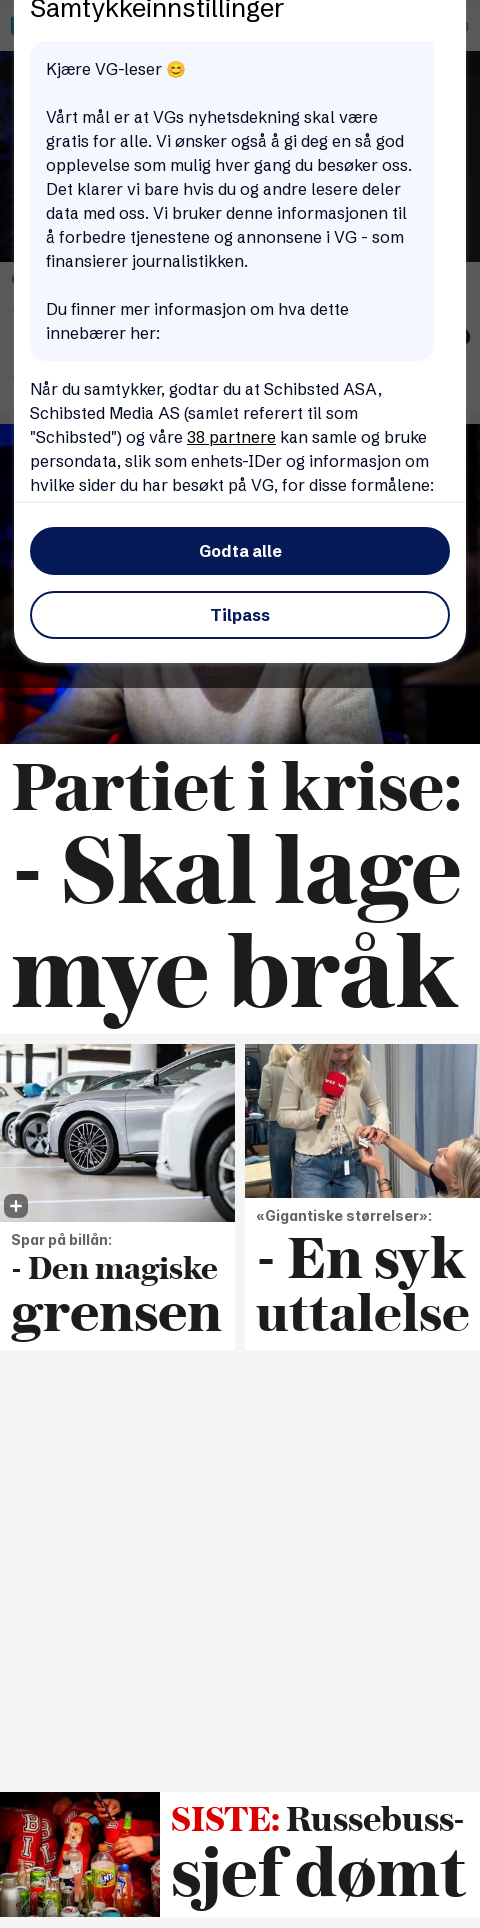 Samtykkeinnstillinger
Kjære VG-leser 😊
Vårt mål er at VGs nyhetsdekning skal være
gratis for alle. Vi ønsker også å gi deg en så god
opplevelse som mulig hver gang du besøker oss.
Det klarer vi bare hvis du og andre lesere deler
data med oss. Vi bruker denne informasjonen til
å forbedre tjenestene og annonsene i VG - som
finansierer journalistikken.
Du finner mer informasjon om hva dette
innebærer her:
Når du samtykker, godtar du at Schibsted ASA,
Schibsted Media AS (samlet referert til som
"Schibsted") og våre 38 partnere kan samle og bruke
persondata, slik som enhets-IDer og informasjon om
hvilke sider du har besøkt på VG, for disse formålene:
Godta alle
Tilpass
Partiet i krise:
- Skal lage
mye bråk
Spar på billån:
- Den magiske
grensen
VG VG
«Gigantiske størrelser»:
- En syk
uttalelse
SISTE: Russebuss-
sjef dømt